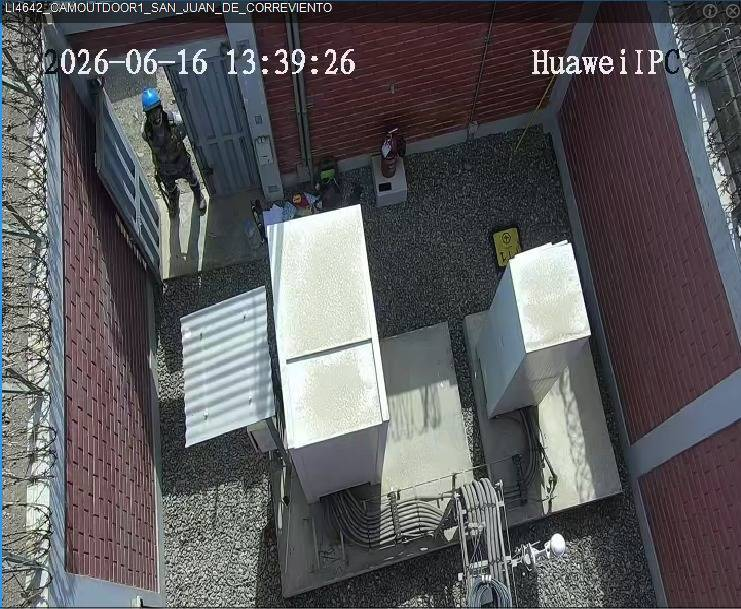 LI4642_CAMOUTDOOR1_SAN_JUAN_DE_CORREVIENTO
2026-06-16 13:39:26
HuaweiIPC